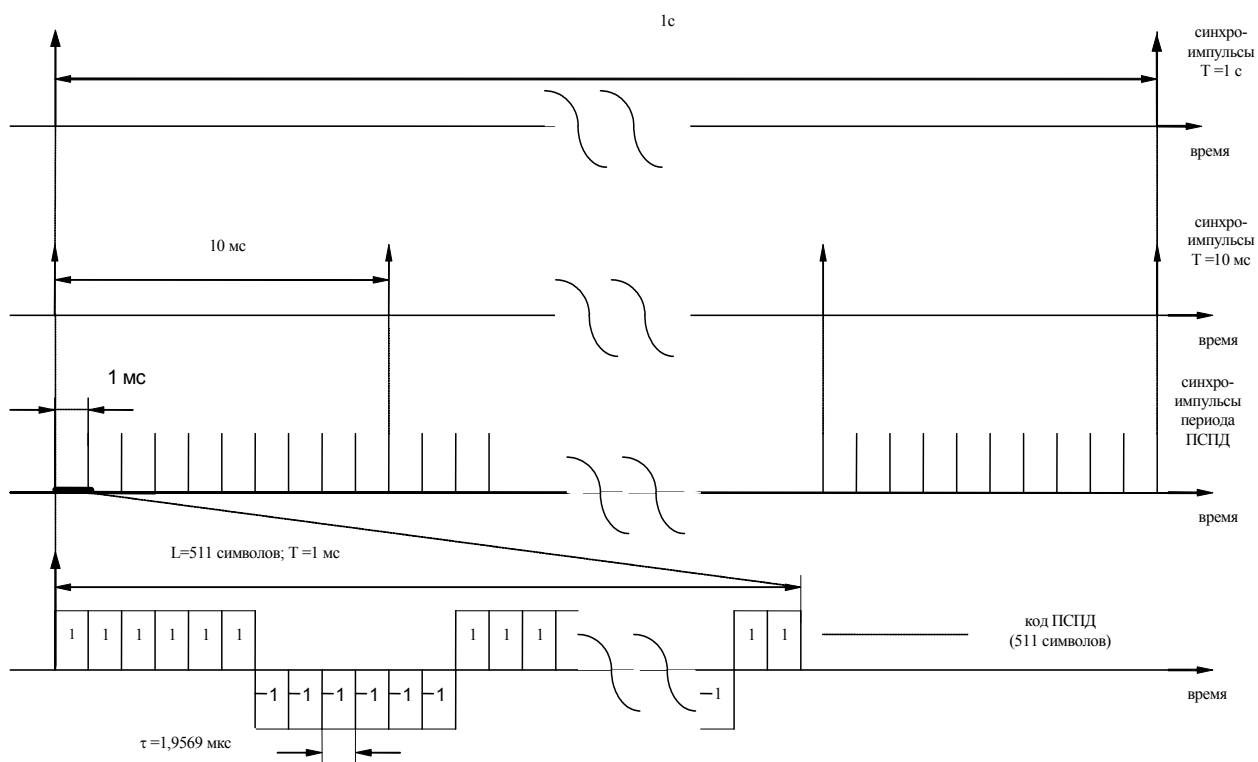 1с
синхро-
импульсы
T =1 с
время
10 мс
синхро-
импульсы
T =10 мс
время
1 мс
синхро-
импульсы
периода
ПСПД
время
L=511 символов; T =1 мс
1 1 1 1 1 1 1 1 1 1 1
код ПСПД
(511 символов)
−1 −1 −1 −1 −1 −1 −1
время
τ =1,9569 мкс